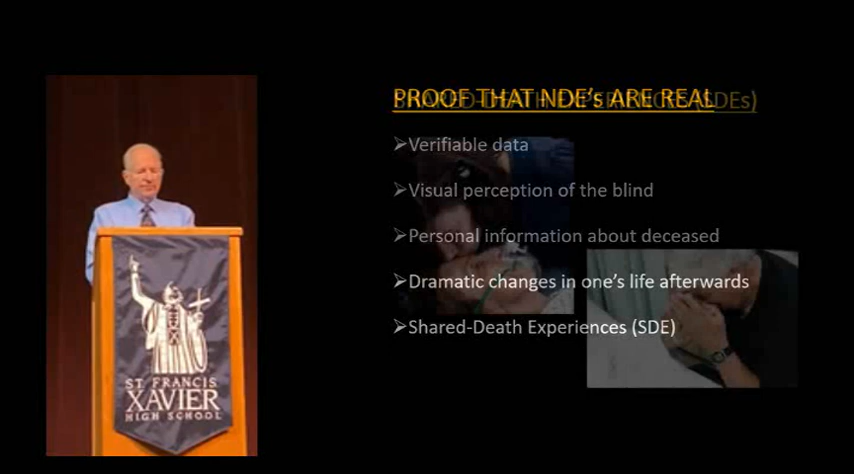 PROOF THAT NDE's ARE REAL
SHARED-DEATH EXPERIENCES (SDEs)
➢Verifiable data
➢Visual perception of the blind
➢Personal information about deceased
➢Dramatic changes in one's life afterwards
➢Shared-Death Experiences (SDE)
ST. FRANCIS
XAVIER
HIGH SCHOOL